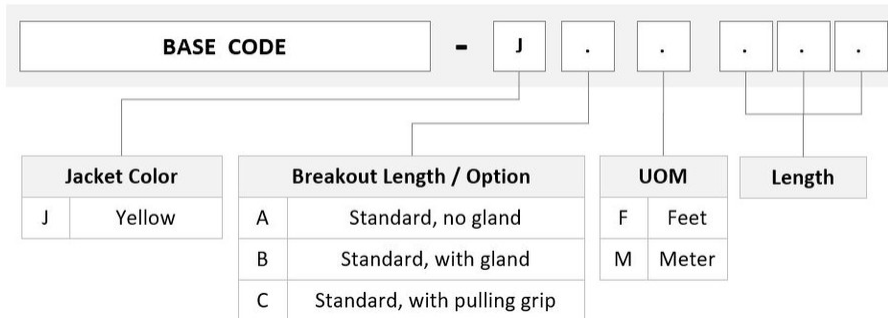 BASE CODE - J . . . . .
Jacket Color
J Yellow
Breakout Length / Option
A Standard, no gland
B Standard, with gland
C Standard, with pulling grip
UOM
F Feet
M Meter
Length